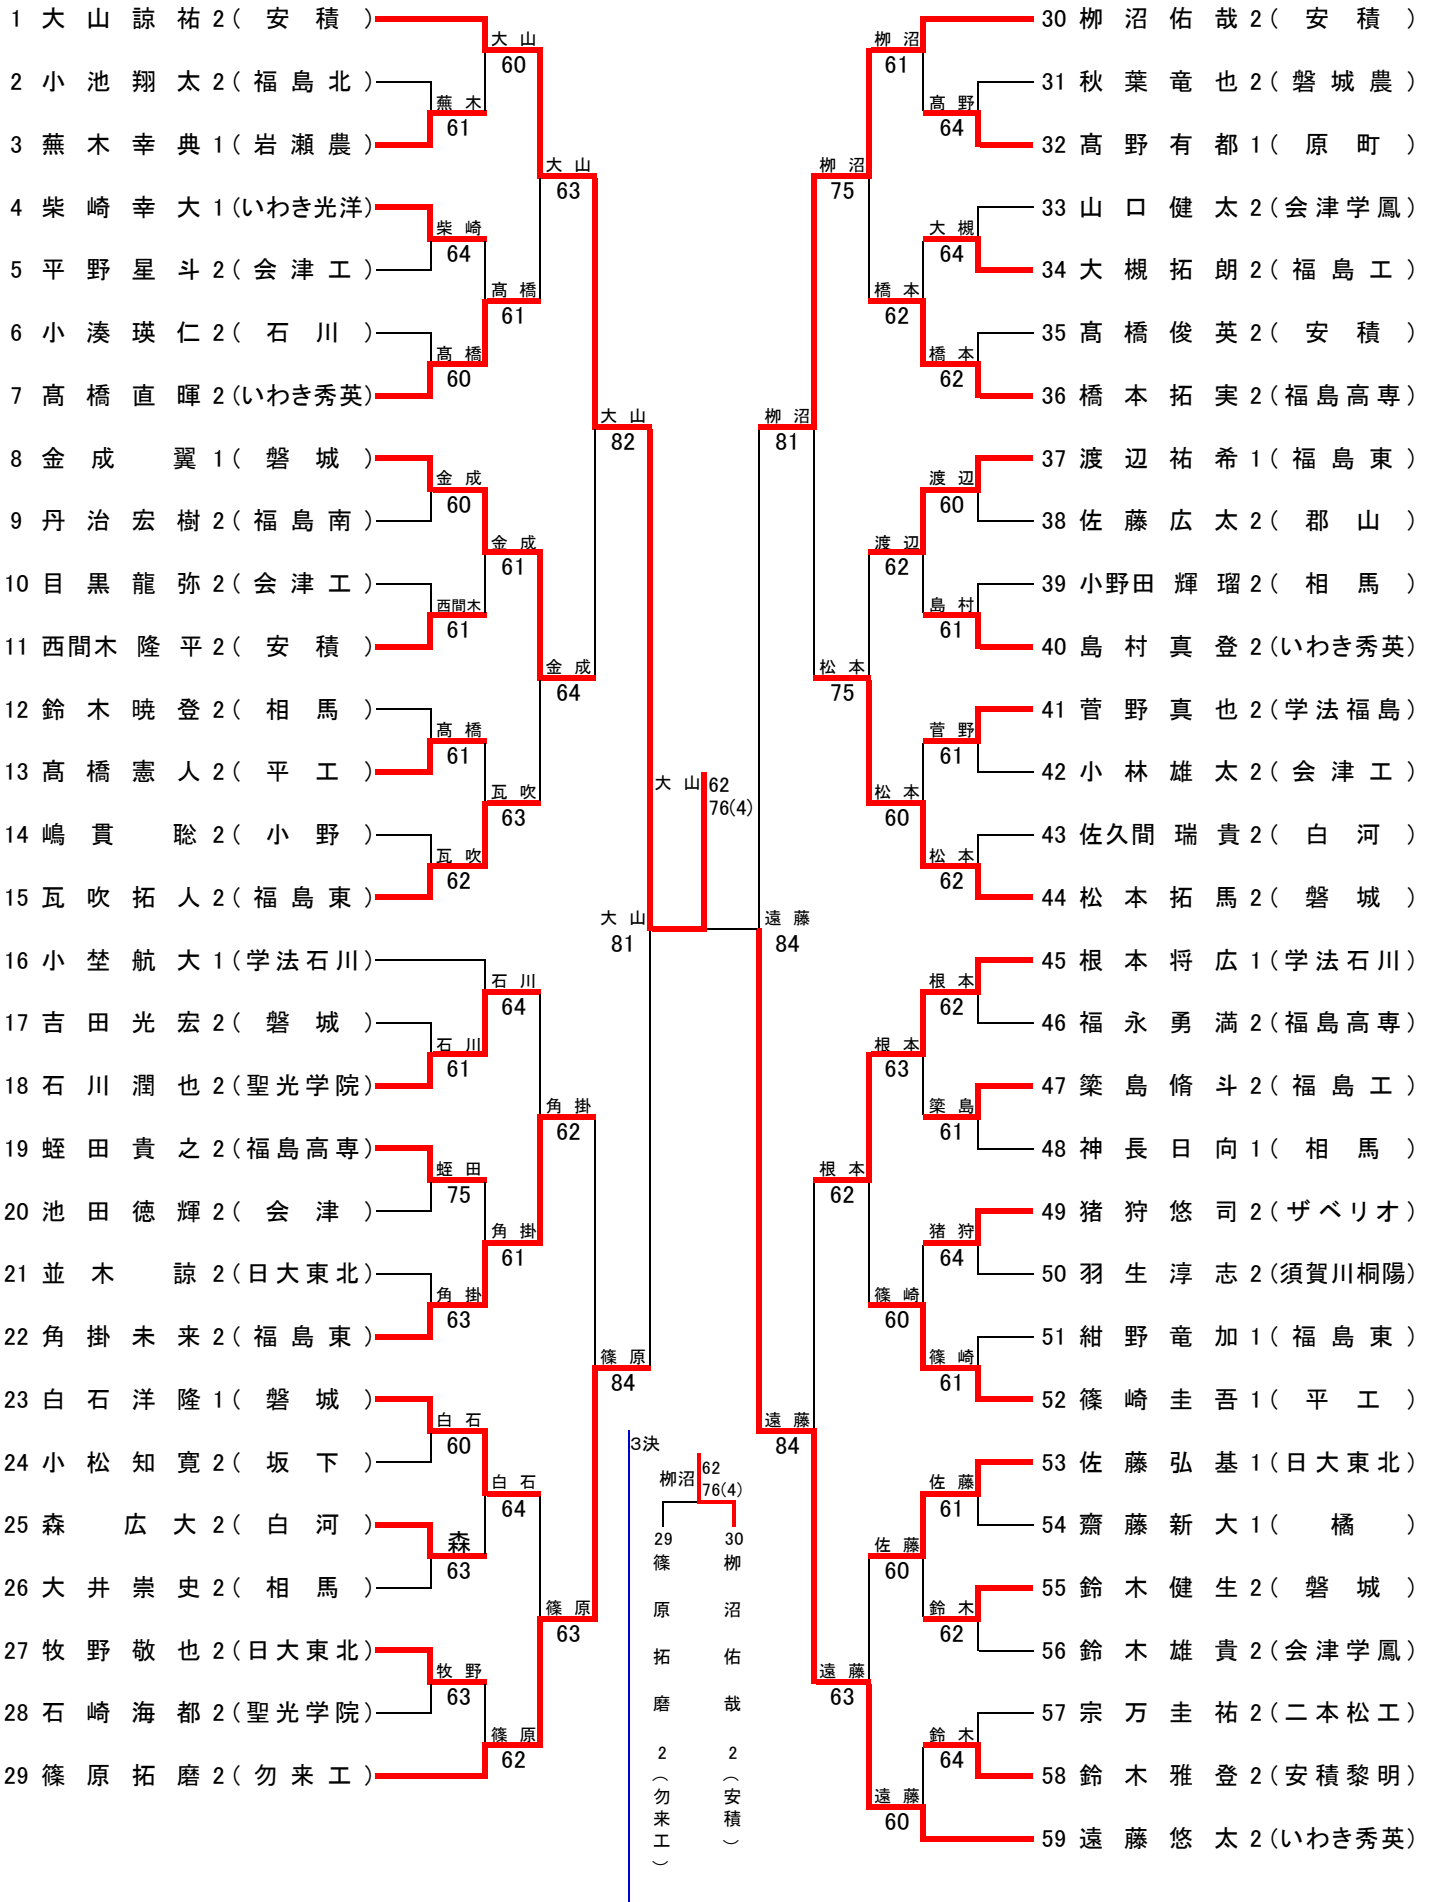 1 大山諒祐 2 (安積)
2 小池翔太 2 (福島北)
3 蕪木幸典 1 (岩瀬農)
4 柴崎幸大 1 (いわき光洋)
5 平野星斗 2 (会津工)
6 小湊瑛仁 2 (石川)
7 髙橋直暉 2 (いわき秀英)
8 金成翼 1 (磐城)
9 丹治宏樹 2 (福島南)
10 目黒龍弥 2 (会津工)
11 西間木隆平 2 (安積)
12 鈴木暁登 2 (相馬)
13 髙橋憲人 2 (平工)
14 嶋貫聡 2 (小野)
15 瓦吹拓人 2 (福島東)
16 小埜航大 1 (学法石川)
17 吉田光宏 2 (磐城)
18 石川潤也 2 (聖光学院)
19 蛭田貴之 2 (福島高専)
20 池田徳輝 2 (会津)
21 並木諒 2 (日大東北)
22 角掛未来 2 (福島東)
23 白石洋隆 1 (磐城)
24 小松知寛 2 (坂下)
25 森広大 2 (白河)
26 大井崇史 2 (相馬)
27 牧野敬也 2 (日大東北)
28 石崎海都 2 (聖光学院)
29 篠原拓磨 2 (勿来工)
蕪木 61
柴崎 64
髙橋 60
金成 60
西間木 61
髙橋 61
瓦吹 62
石川 61
蛭田 75
角掛 63
白石 60
森 63
牧野 63
大山 60
髙橋 61
金成 61
瓦吹 63
石川 64
角掛 61
白石 64
篠原 62
大山 63
金成 64
角掛 62
篠原 63
大山 82
篠原 84
大山 81
大山 62
76(4)
遠藤 84
栁沼 81
遠藤 84
栁沼 75
松本 75
根本 62
遠藤 63
栁沼 61
橋本 62
渡辺 62
松本 60
根本 63
篠崎 60
佐藤 60
遠藤 60
髙野 64
大槻 64
橋本 62
渡辺 60
島村 61
菅野 61
松本 62
根本 62
簗島 61
猪狩 64
篠崎 61
佐藤 61
鈴木 62
鈴木 64
30 栁沼佑哉 2 (安積)
31 秋葉竜也 2 (磐城農)
32 髙野有都 1 (原町)
33 山口健太 2 (会津学鳳)
34 大槻拓朗 2 (福島工)
35 髙橋俊英 2 (安積)
36 橋本拓実 2 (福島高専)
37 渡辺祐希 1 (福島東)
38 佐藤広太 2 (郡山)
39 小野田輝瑠 2 (相馬)
40 島村真登 2 (いわき秀英)
41 菅野真也 2 (学法福島)
42 小林雄太 2 (会津工)
43 佐久間瑞貴 2 (白河)
44 松本拓馬 2 (磐城)
45 根本将広 1 (学法石川)
46 福永勇満 2 (福島高専)
47 簗島脩斗 2 (福島工)
48 神長日向 1 (相馬)
49 猪狩悠司 2 (ザベリオ)
50 羽生淳志 2 (須賀川桐陽)
51 紺野竜加 1 (福島東)
52 篠崎圭吾 1 (平工)
53 佐藤弘基 1 (日大東北)
54 齋藤新大 1 (橘)
55 鈴木健生 2 (磐城)
56 鈴木雄貴 2 (会津学鳳)
57 宗万圭祐 2 (二本松工)
58 鈴木雅登 2 (安積黎明)
59 遠藤悠太 2 (いわき秀英)
3決
栁沼 62
76(4)
29 篠原拓磨 2 (勿来工)
30 栁沼佑哉 2 (安積)